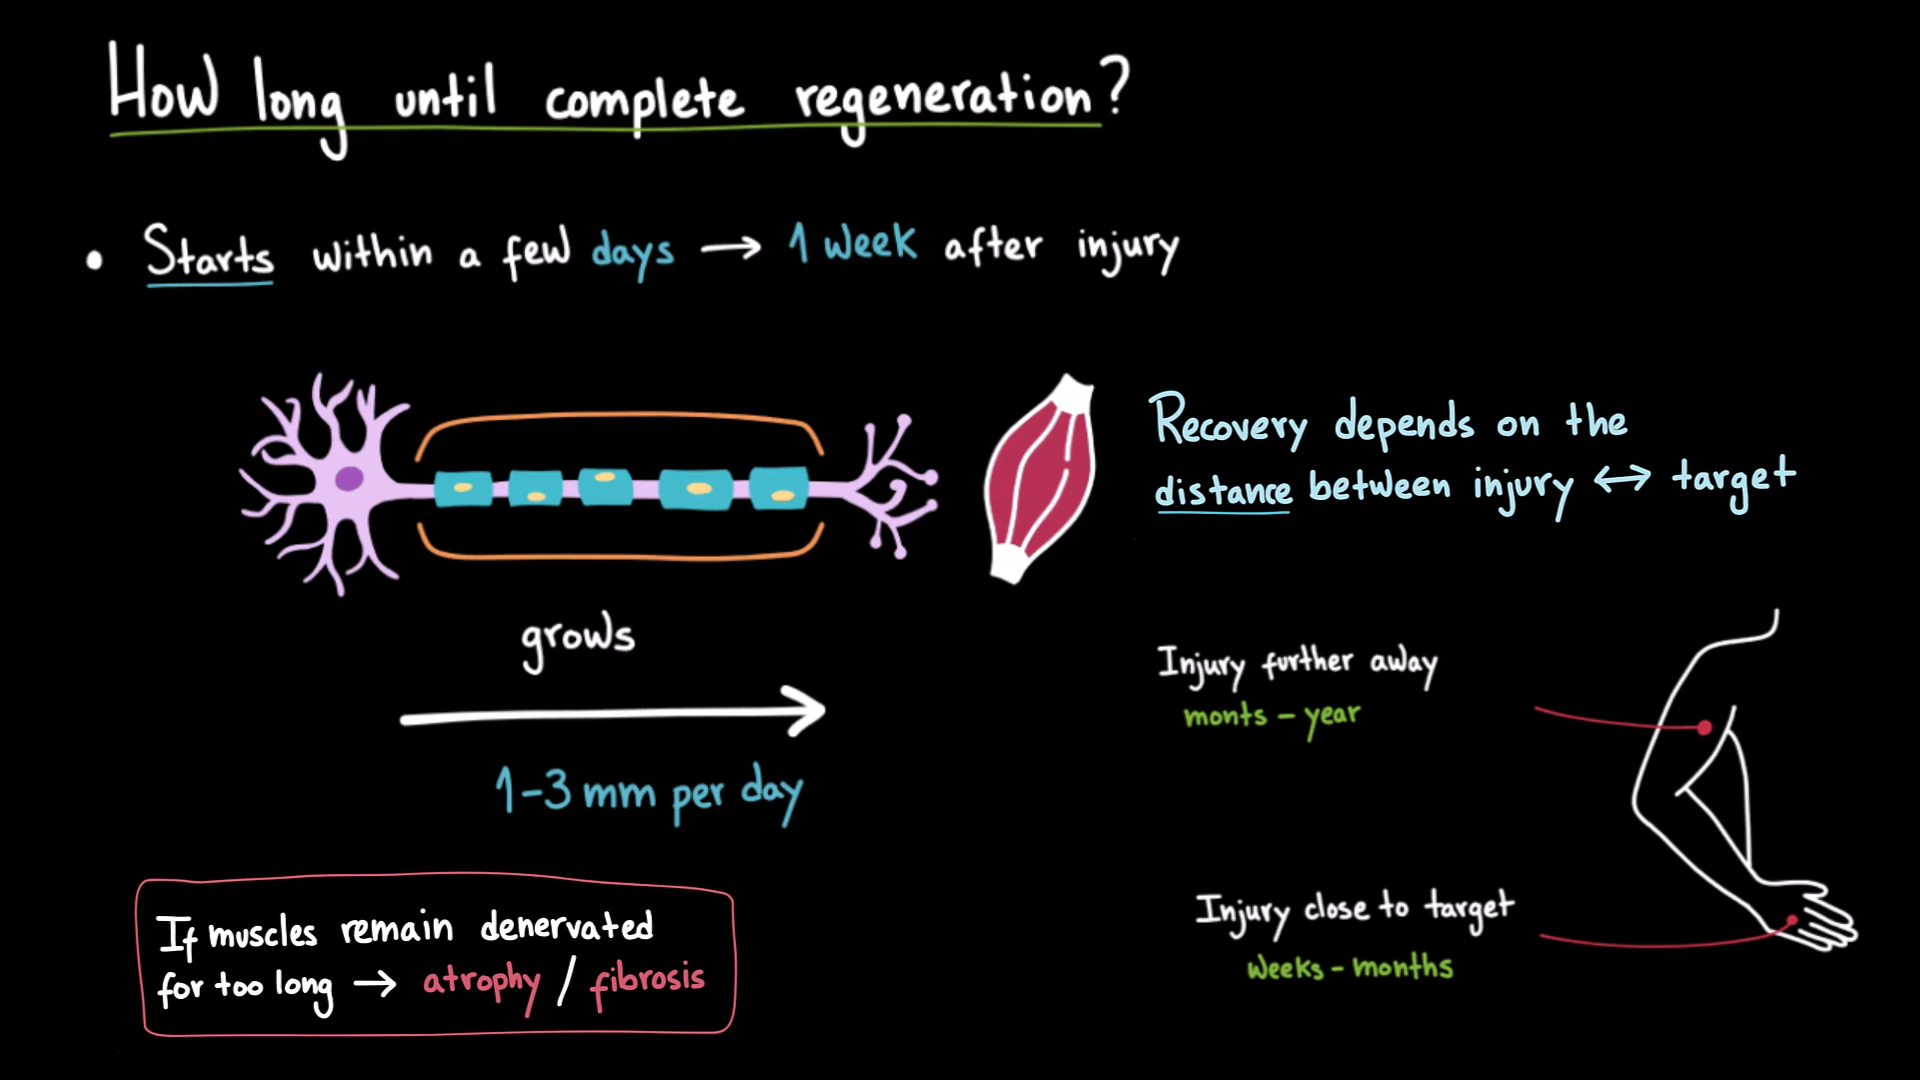 How long until complete regeneration?
• Starts within a few days → 1 week after injury
Recovery depends on the
distance between injury ↔ target
grows
1-3 mm per day
Injury further away
monts - year
Injury close to target
weeks - months
If muscles remain denervated
for too long → atrophy / fibrosis